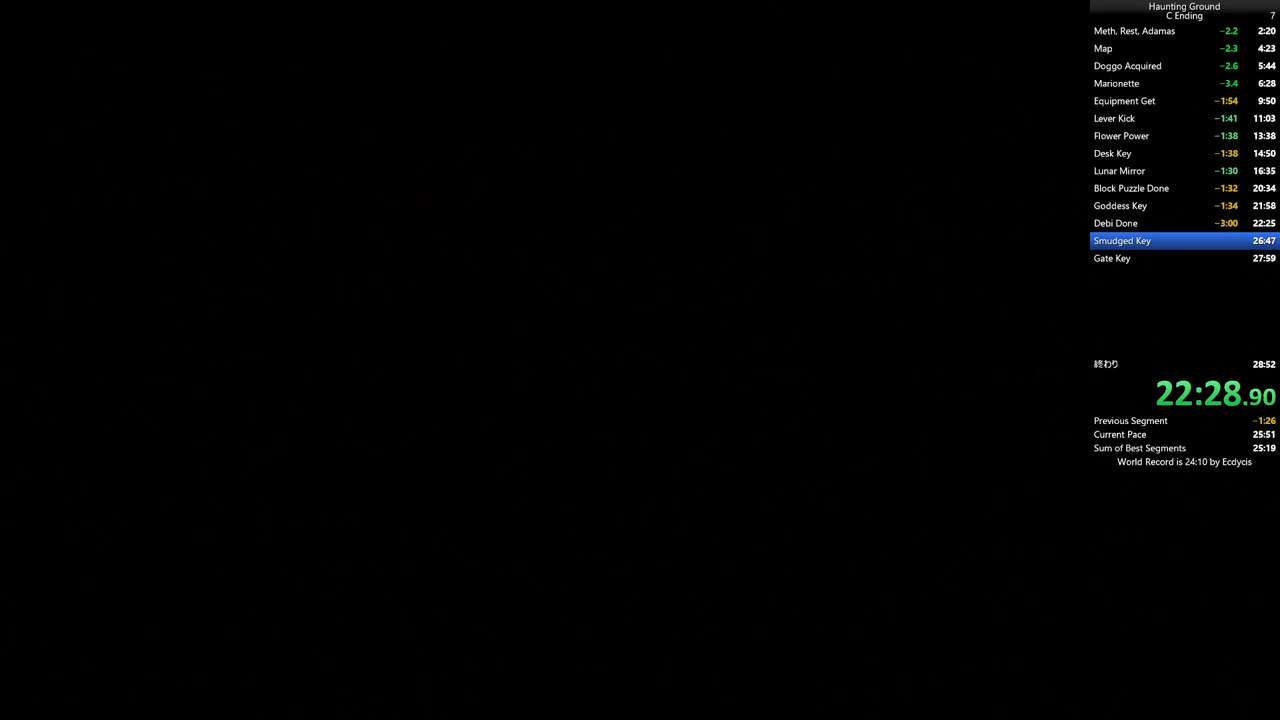 Haunting Ground
C Ending 7
Meth, Rest, Adamas −2.2 2:20
Map −2.3 4:23
Doggo Acquired −2.6 5:44
Marionette −3.4 6:28
Equipment Get −1:54 9:50
Lever Kick −1:41 11:03
Flower Power −1:38 13:38
Desk Key −1:38 14:50
Lunar Mirror −1:30 16:35
Block Puzzle Done −1:32 20:34
Goddess Key −1:34 21:58
Debi Done −3:00 22:25
Smudged Key 26:47
Gate Key 27:59
終わり 28:52
22:28.90
Previous Segment −1:26
Current Pace 25:51
Sum of Best Segments 25:19
World Record is 24:10 by Ecdycis